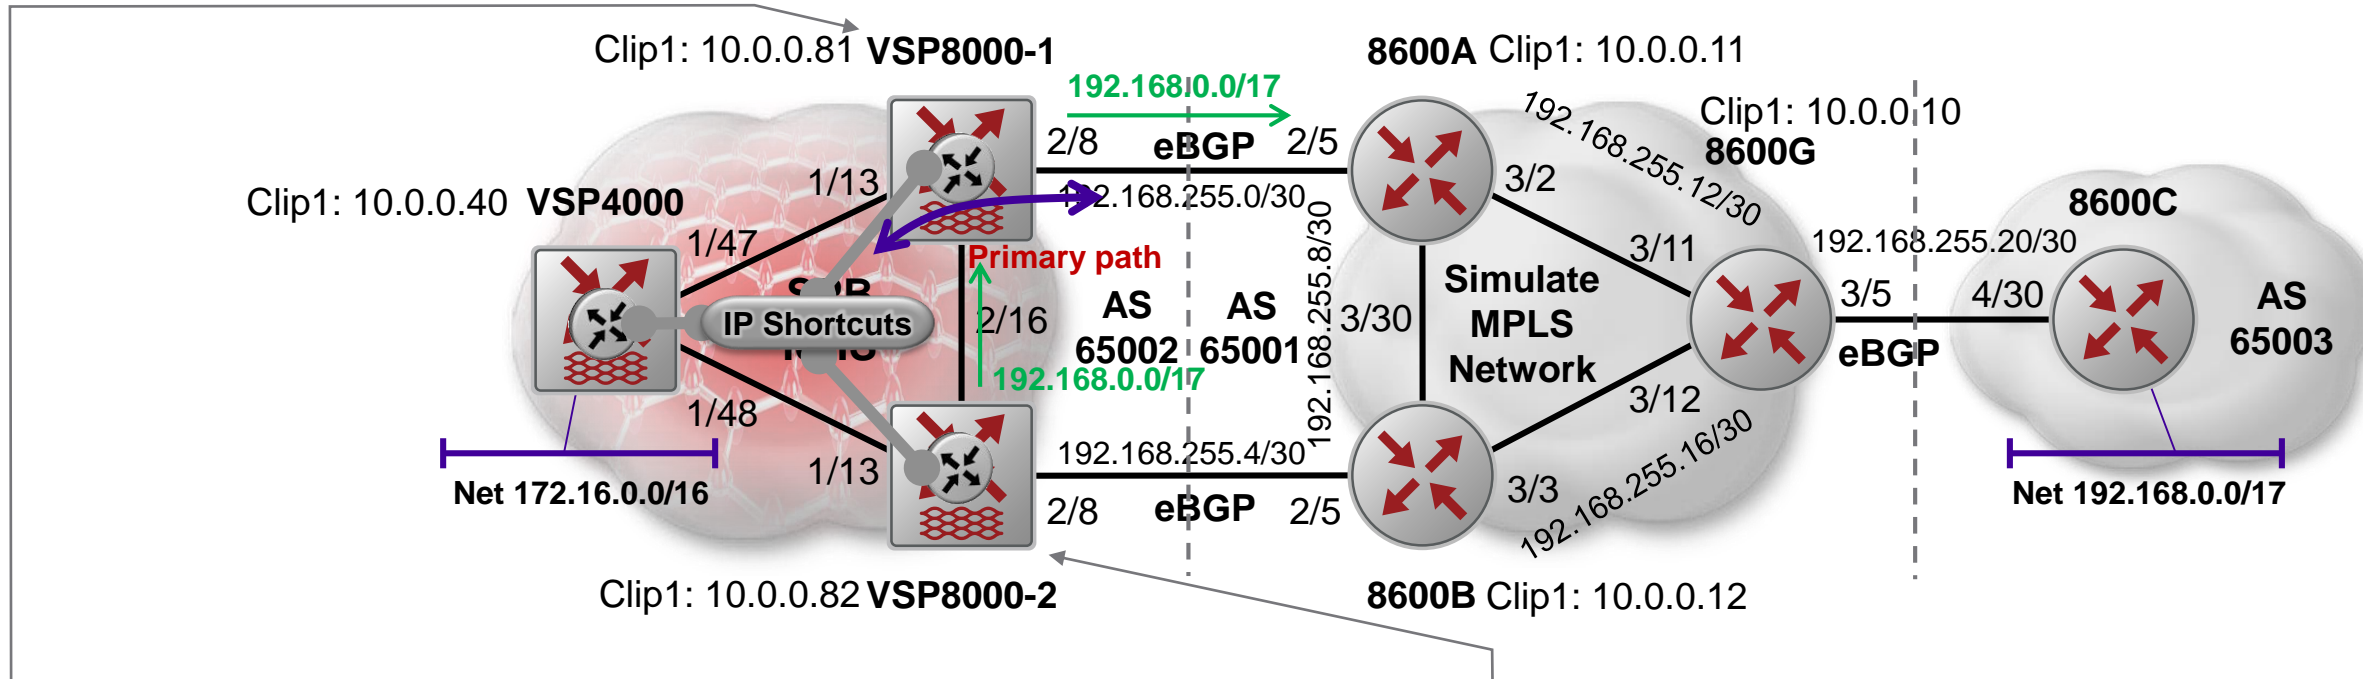 Clip1: 10.0.0.81 VSP8000-1
8600A Clip1: 10.0.0.11
192.168.0.0/17
Clip1: 10.0.0.10
8600G
2/8
eBGP
2/5
192.168.255.12/30
1/13
192.168.255.0/30
3/2
Clip1: 10.0.0.40 VSP4000
8600C
1/47
192.168.255.8/30
3/11
192.168.255.20/30
Primary path
SPB
IP Shortcuts
2/16
AS
65002
AS
65001
3/30
Simulate
MPLS
Network
3/5
4/30
eBGP
AS
65003
192.168.0.0/17
1/48
3/12
1/13
192.168.255.4/30
192.168.255.16/30
Net 172.16.0.0/16
2/8
eBGP
2/5
3/3
Net 192.168.0.0/17
Clip1: 10.0.0.82 VSP8000-2
8600B Clip1: 10.0.0.12